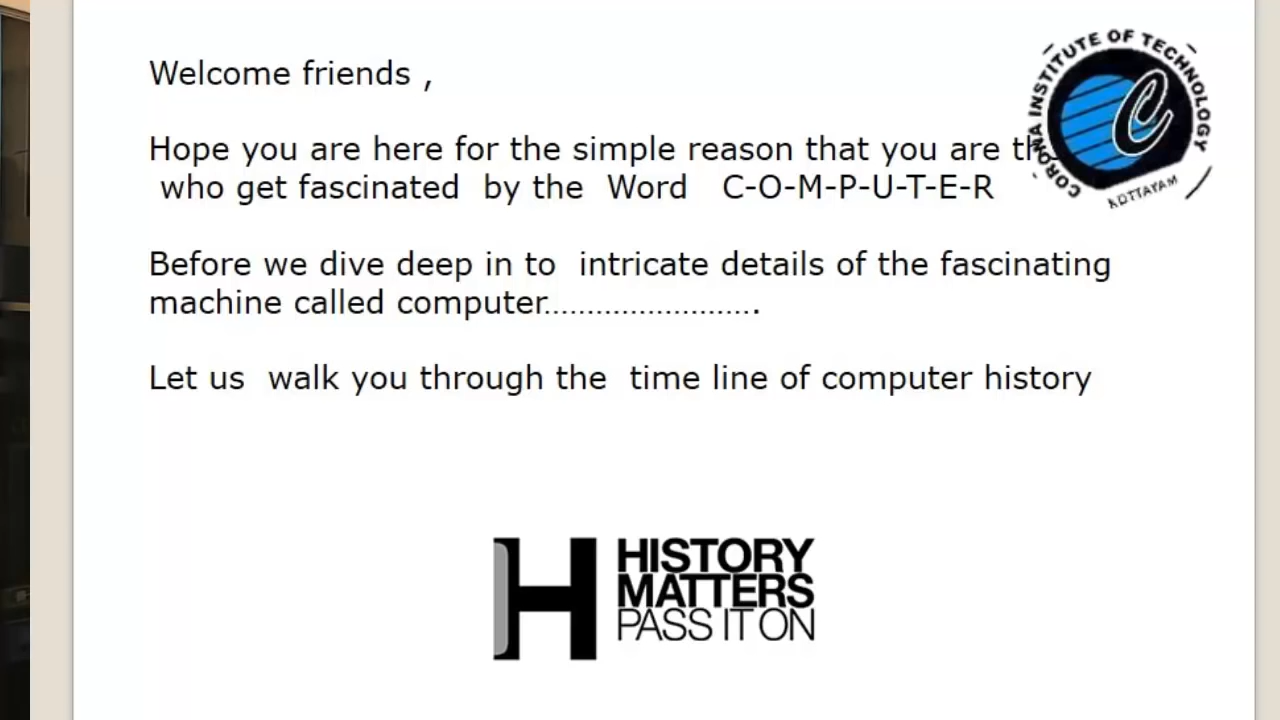 Welcome friends ,
Hope you are here for the simple reason that you are
who get fascinated by the Word C-O-M-P-U-T-E-R
Before we dive deep in to intricate details of the fascinating
machine called computer........................
Let us walk you through the time line of computer history
CORONA INSTITUTE OF TECHNOLOGY
C
KOTTAYAM
H
HISTORY
MATTERS
PASS IT ON